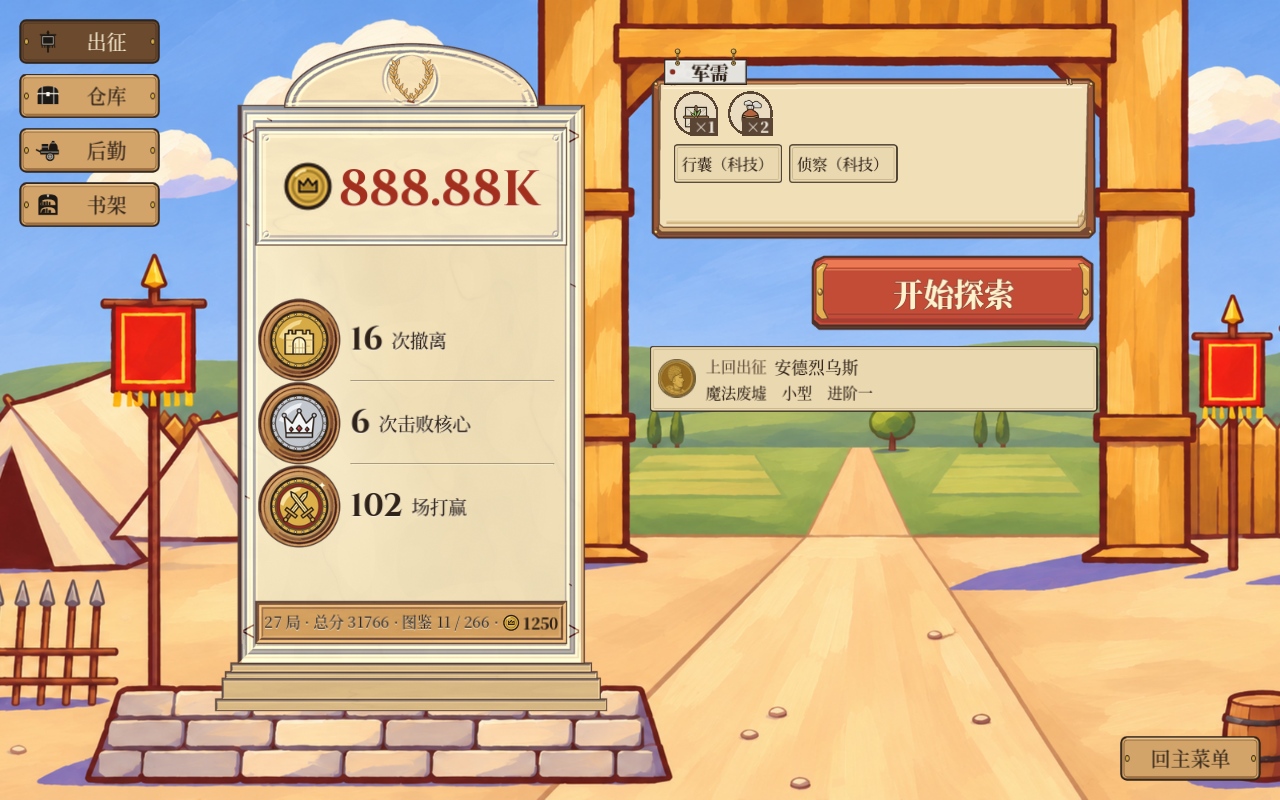 出征
仓库
后勤
书架
888.88K
16 次撤离
6 次击败核心
102 场打赢
27 局 · 总分 31766 · 图鉴 11 / 266 · 1250
军需
×1 ×2
行囊（科技） 侦察（科技）
开始探索
上回出征 安德烈乌斯
魔法废墟 小型 进阶一
回主菜单